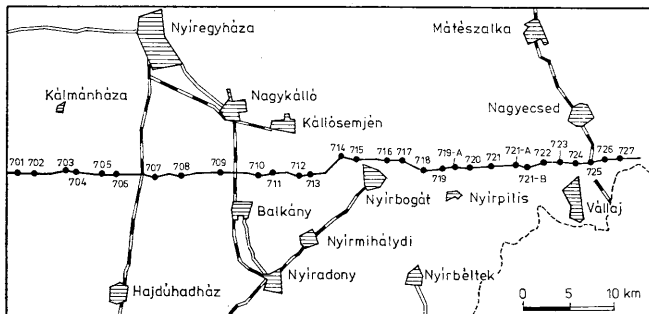 Nyíregyháza
Mátészalka
Kálmánháza
Nagykálló
Kállósemjén
Nagyecsed
701 702 703 704 705 706 707 708 709 710 711 712 713 714 715 716 717 718 719 719-A 720 721 721-A 721-B 722 723 724 725 726 727
Balkány
Nyírbogát
Nyírpilis
Vállaj
Nyírmihálydi
Hajdúhadház
Nyíradony
Nyírbéltek
0 5 10 km